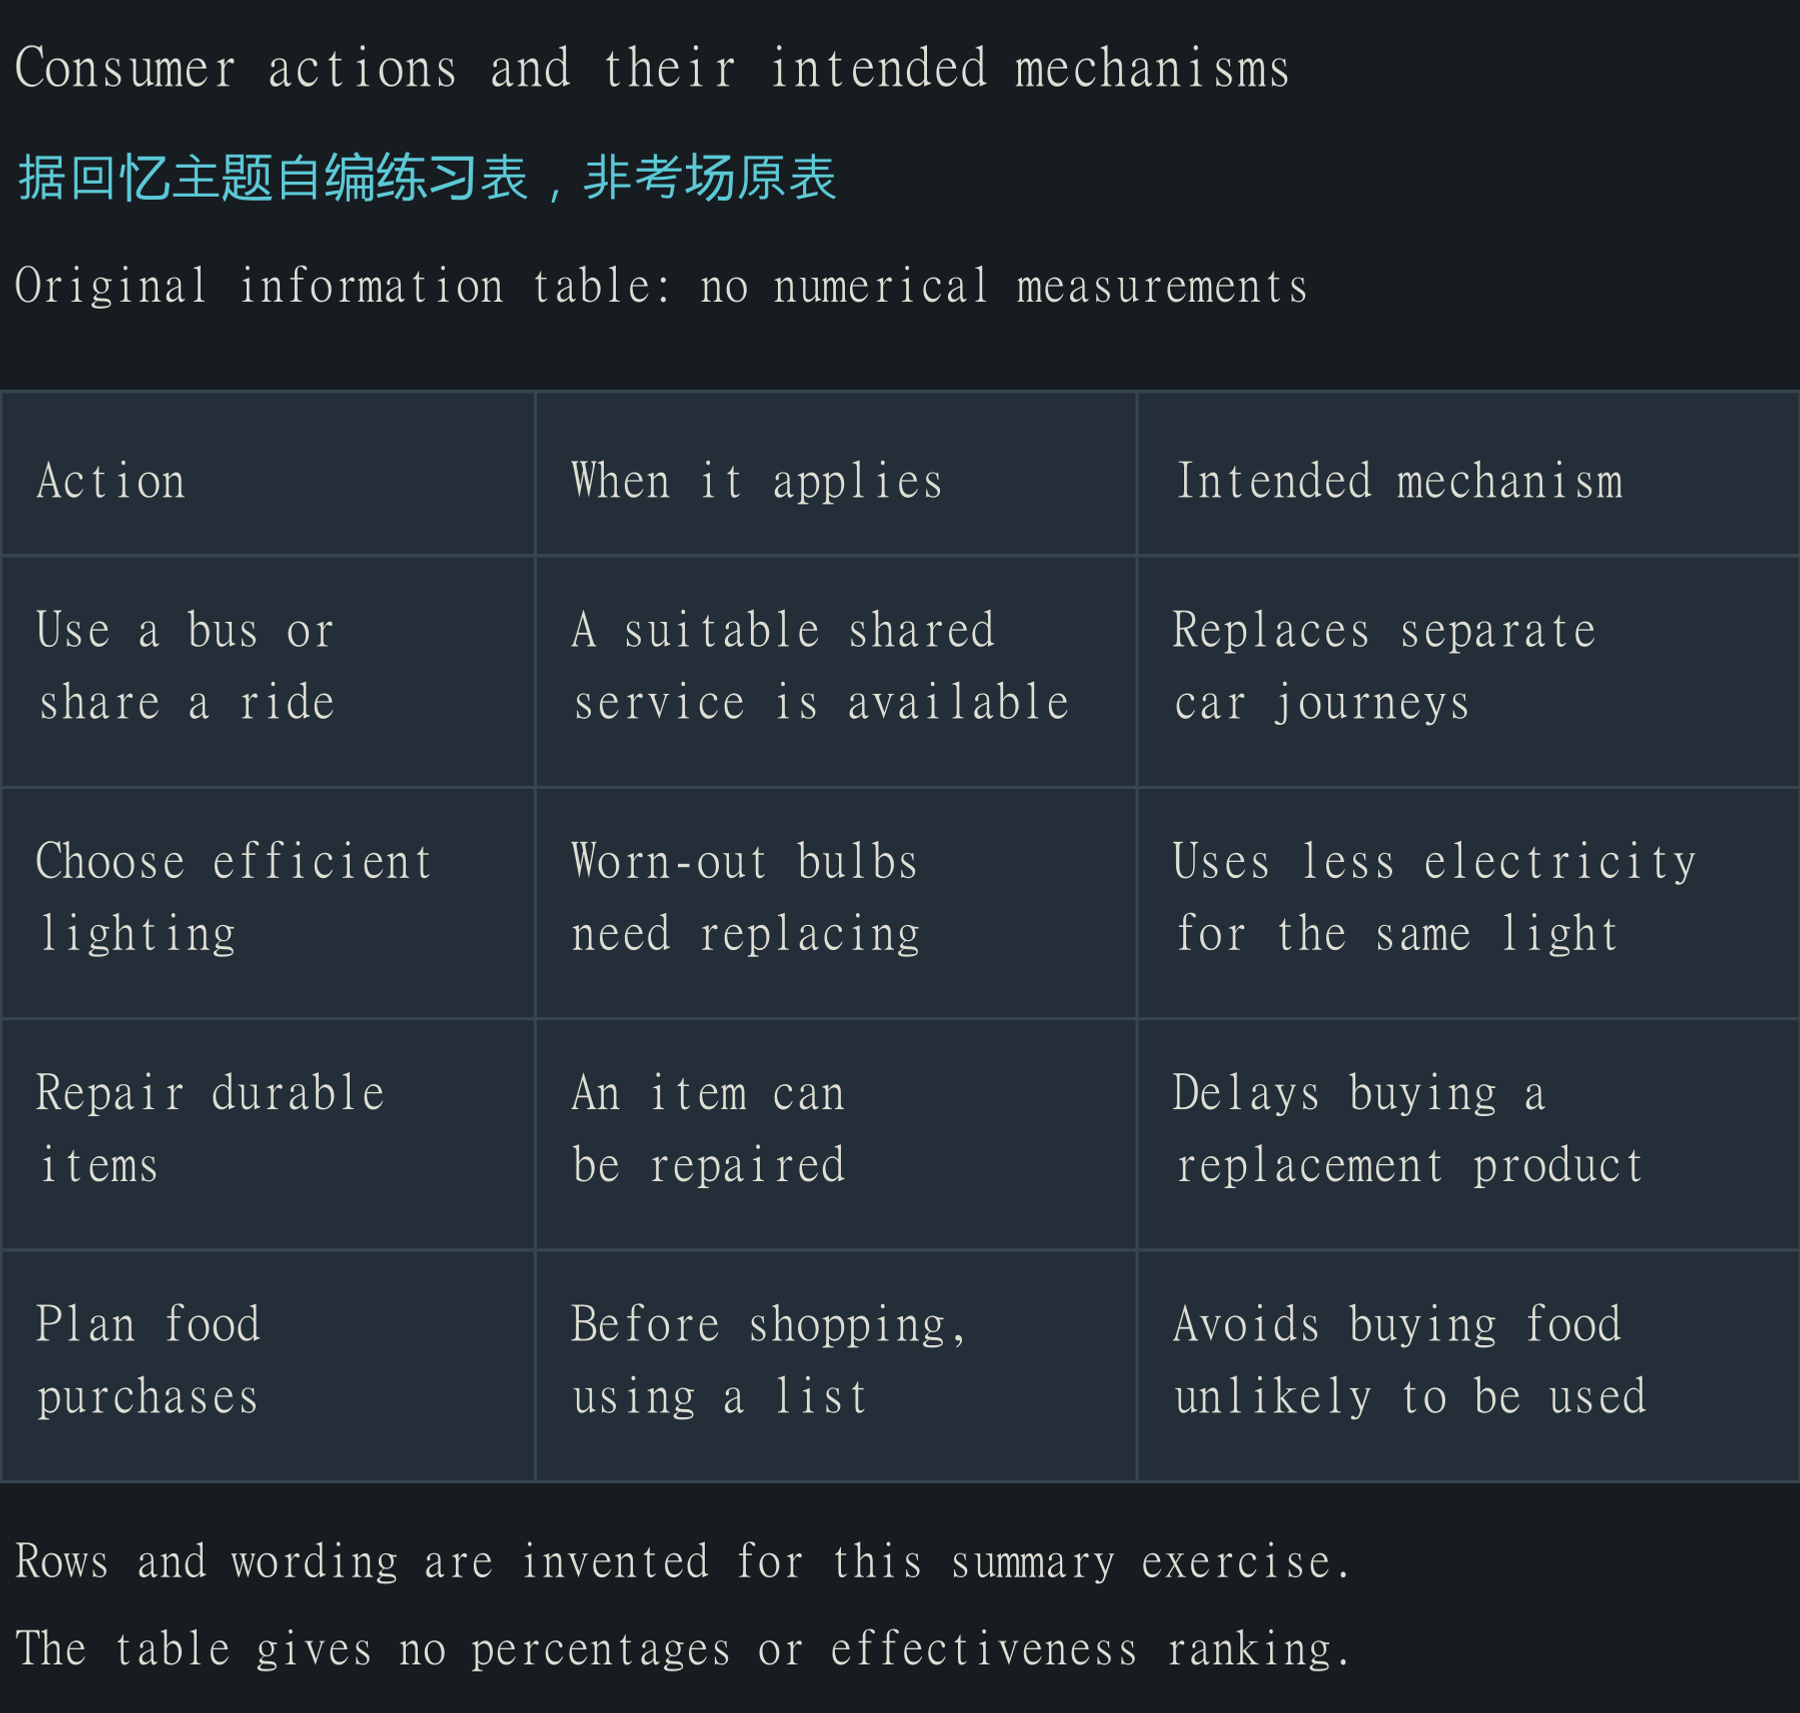 Consumer actions and their intended mechanisms
据回忆主题自编练习表，非考场原表
Original information table: no numerical measurements
Action
When it applies
Intended mechanism
Use a bus or
share a ride
A suitable shared
service is available
Replaces separate
car journeys
Choose efficient
lighting
Worn-out bulbs
need replacing
Uses less electricity
for the same light
Repair durable
items
An item can
be repaired
Delays buying a
replacement product
Plan food
purchases
Before shopping,
using a list
Avoids buying food
unlikely to be used
Rows and wording are invented for this summary exercise.
The table gives no percentages or effectiveness ranking.